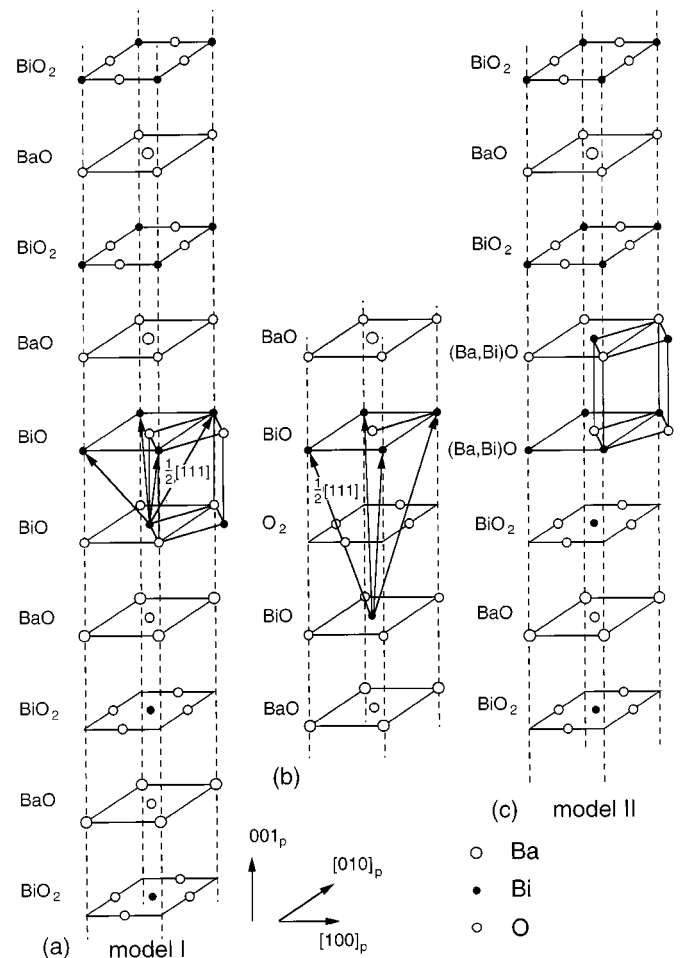 BiO2
BaO
BiO2
BaO
BiO
BiO
BaO
BiO2
BaO
BiO2
½[111]
(a) model I
BaO
BiO
O2
BiO
BaO
½[111]
(b)
BiO2
BaO
BiO2
(Ba,Bi)O
(Ba,Bi)O
BiO2
BaO
BiO2
(c) model II
001p
[010]p
[100]p
Ba
Bi
O